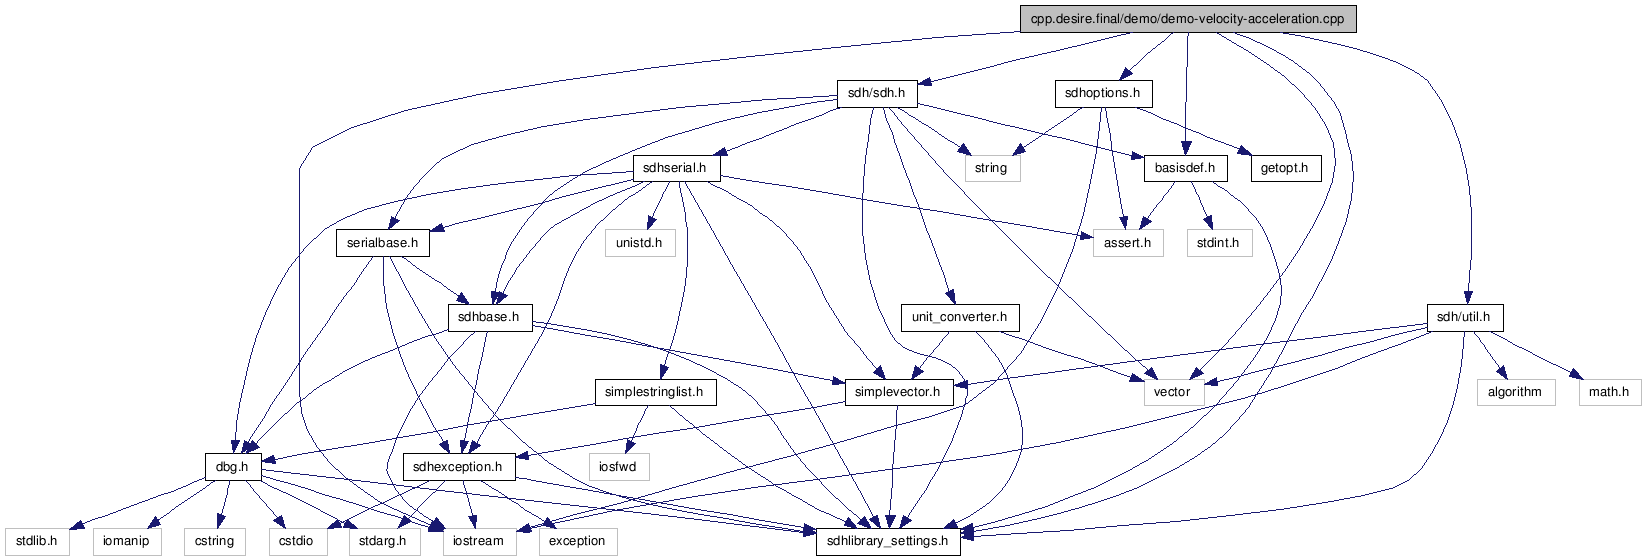 cpp.desire.final/demo/demo-velocity-acceleration.cpp
sdh/sdh.h
sdhoptions.h
sdhserial.h
string
basisdef.h
getopt.h
serialbase.h
unistd.h
assert.h
stdint.h
sdhbase.h
unit_converter.h
sdh/util.h
simplestringlist.h
simplevector.h
vector
algorithm
math.h
dbg.h
sdhexception.h
iosfwd
stdlib.h
iomanip
cstring
cstdio
stdarg.h
iostream
exception
sdhlibrary_settings.h